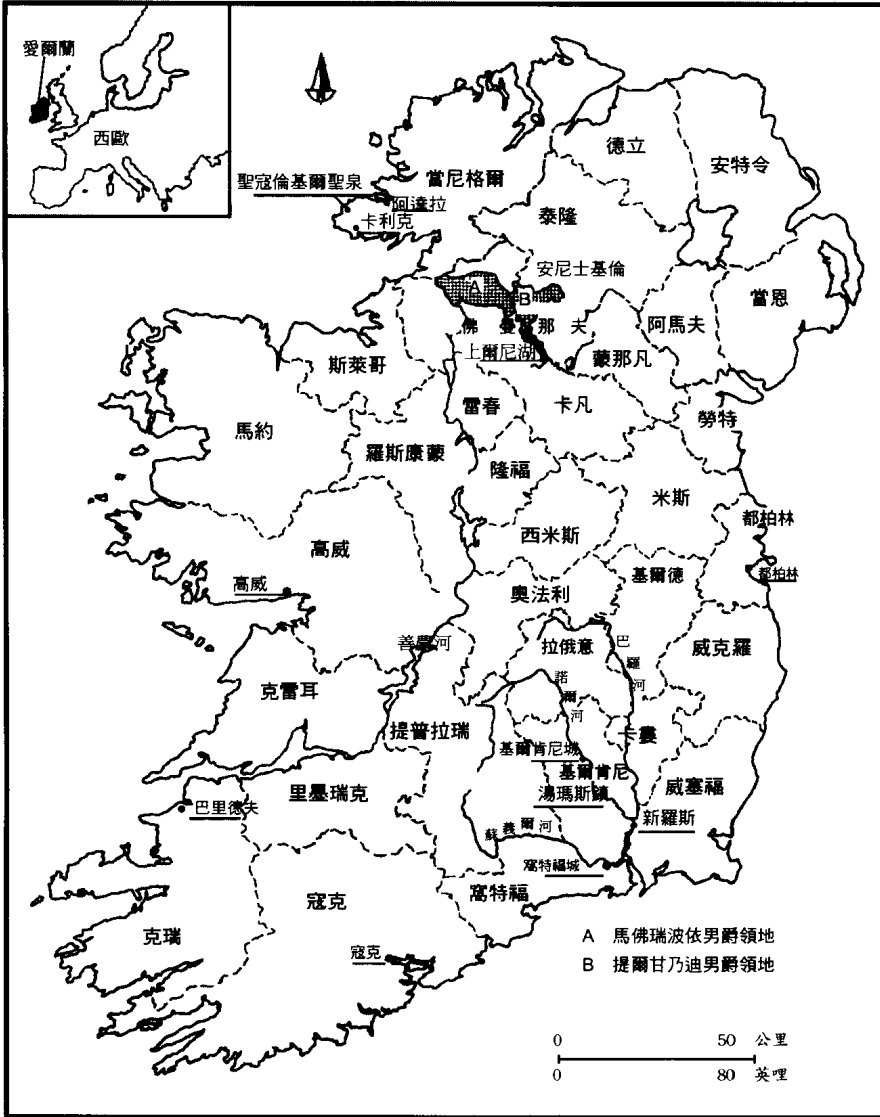 愛爾蘭
西歐
德立
安特令
當尼格爾
聖寇倫基爾聖泉
阿達拉
卡利克
泰隆
安尼士基倫
A
B
當恩
阿馬夫
佛曼那夫
上爾尼湖
蒙那凡
斯萊哥
雷春
卡凡
勞特
馬約
羅斯康蒙
隆福
米斯
西米斯
都柏林
都柏林
高威
高威
基爾德
奧法利
善農河
拉俄意
巴羅河
威克羅
諾爾河
克雷耳
提普拉瑞
卡婁
基爾肯尼城
基爾肯尼
威塞福
里墨瑞克
湯瑪斯鎮
巴里德夫
新羅斯
蘇義爾河
窩特福城
窩特福
寇克
克瑞
寇克
A 馬佛瑞波依男爵領地
B 提爾甘乃迪男爵領地
0 50 公里
0 80 英哩